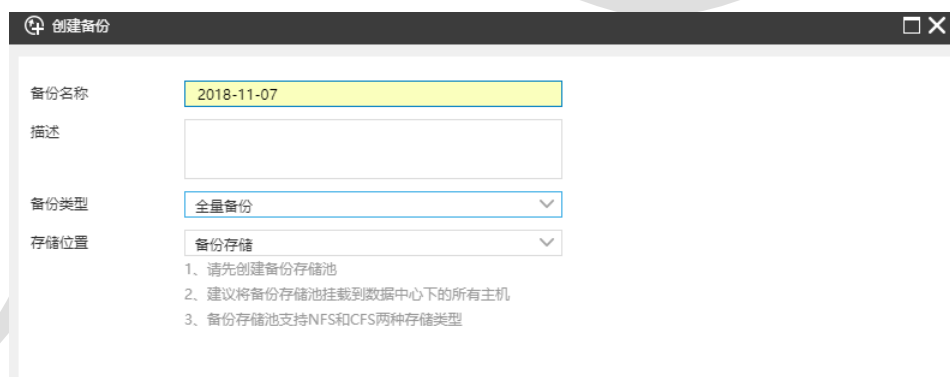 创建备份
备份名称 2018-11-07
描述
备份类型 全量备份
存储位置 备份存储
1、请先创建备份存储池
2、建议将备份存储池挂载到数据中心下的所有主机
3、备份存储池支持NFS和CFS两种存储类型